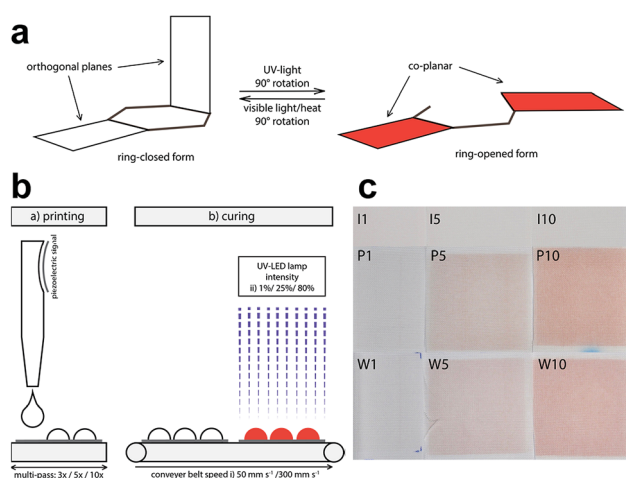 a
orthogonal planes
ring-closed form
UV-light
90° rotation
visible light/heat
90° rotation
co-planar
ring-opened form
b
a) printing
b) curing
piezoelectric signal
UV-LED lamp
intensity
ii) 1%/ 25%/ 80%
multi-pass: 3x / 5x / 10x
conveyer belt speed i) 50 mm s⁻¹ /300 mm s⁻¹
c
I1 I5 I10
P1 P5 P10
W1 W5 W10